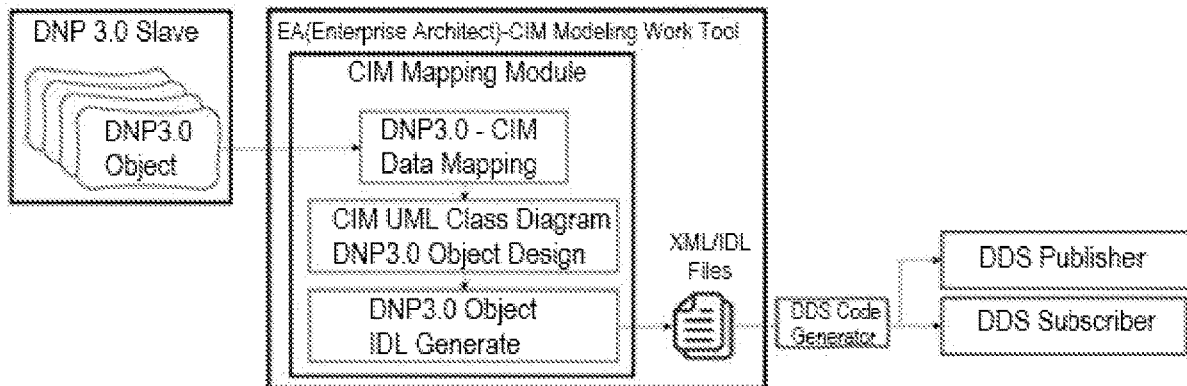 DNP 3.0 Slave
DNP3.0
Object
EA(Enterprise Architect)-CIM Modeling Work Tool
CIM Mapping Module
DNP3.0 - CIM
Data Mapping
CIM UML Class Diagram
DNP3.0 Object Design
DNP3.0 Object
IDL Generate
XML/IDL
Files
DDS Code
Generator
DDS Publisher
DDS Subscriber